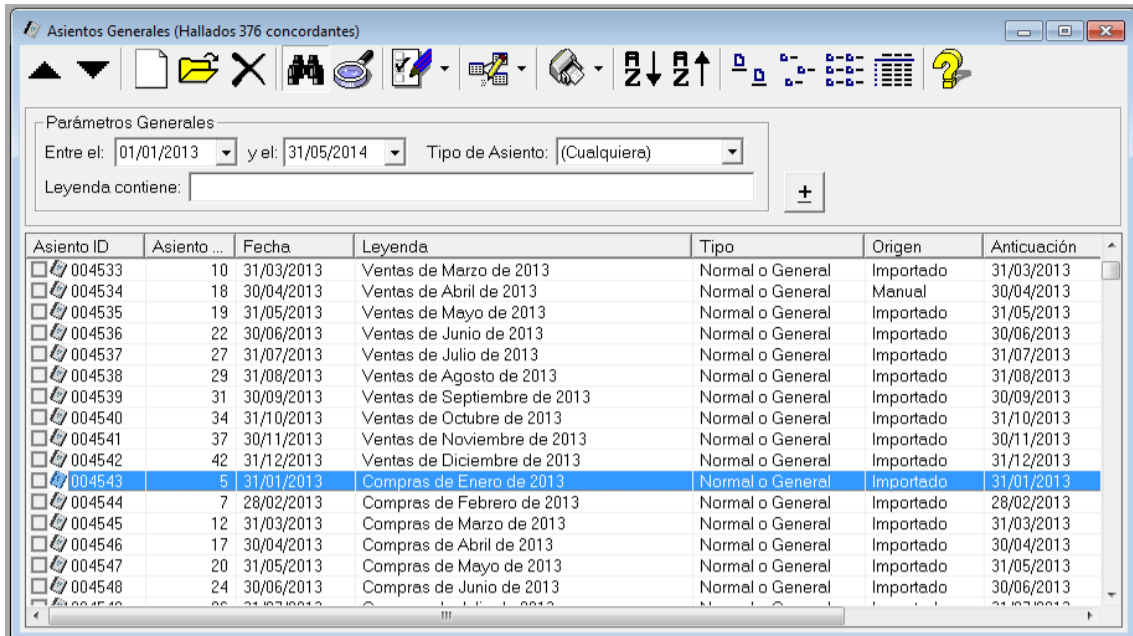 Asientos Generales (Hallados 376 concordantes)
Parámetros Generales
Entre el: 01/01/2013 y el: 31/05/2014 Tipo de Asiento: (Cualquiera)
Leyenda contiene:
Asiento ID Asiento ... Fecha Leyenda Tipo Origen Anticuación
004533 10 31/03/2013 Ventas de Marzo de 2013 Normal o General Importado 31/03/2013
004534 18 30/04/2013 Ventas de Abril de 2013 Normal o General Manual 30/04/2013
004535 19 31/05/2013 Ventas de Mayo de 2013 Normal o General Importado 31/05/2013
004536 22 30/06/2013 Ventas de Junio de 2013 Normal o General Importado 30/06/2013
004537 27 31/07/2013 Ventas de Julio de 2013 Normal o General Importado 31/07/2013
004538 29 31/08/2013 Ventas de Agosto de 2013 Normal o General Importado 31/08/2013
004539 31 30/09/2013 Ventas de Septiembre de 2013 Normal o General Importado 30/09/2013
004540 34 31/10/2013 Ventas de Octubre de 2013 Normal o General Importado 31/10/2013
004541 37 30/11/2013 Ventas de Noviembre de 2013 Normal o General Importado 30/11/2013
004542 42 31/12/2013 Ventas de Diciembre de 2013 Normal o General Importado 31/12/2013
004543 5 31/01/2013 Compras de Enero de 2013 Normal o General Importado 31/01/2013
004544 7 28/02/2013 Compras de Febrero de 2013 Normal o General Importado 28/02/2013
004545 12 31/03/2013 Compras de Marzo de 2013 Normal o General Importado 31/03/2013
004546 17 30/04/2013 Compras de Abril de 2013 Normal o General Importado 30/04/2013
004547 20 31/05/2013 Compras de Mayo de 2013 Normal o General Importado 31/05/2013
004548 24 30/06/2013 Compras de Junio de 2013 Normal o General Importado 30/06/2013